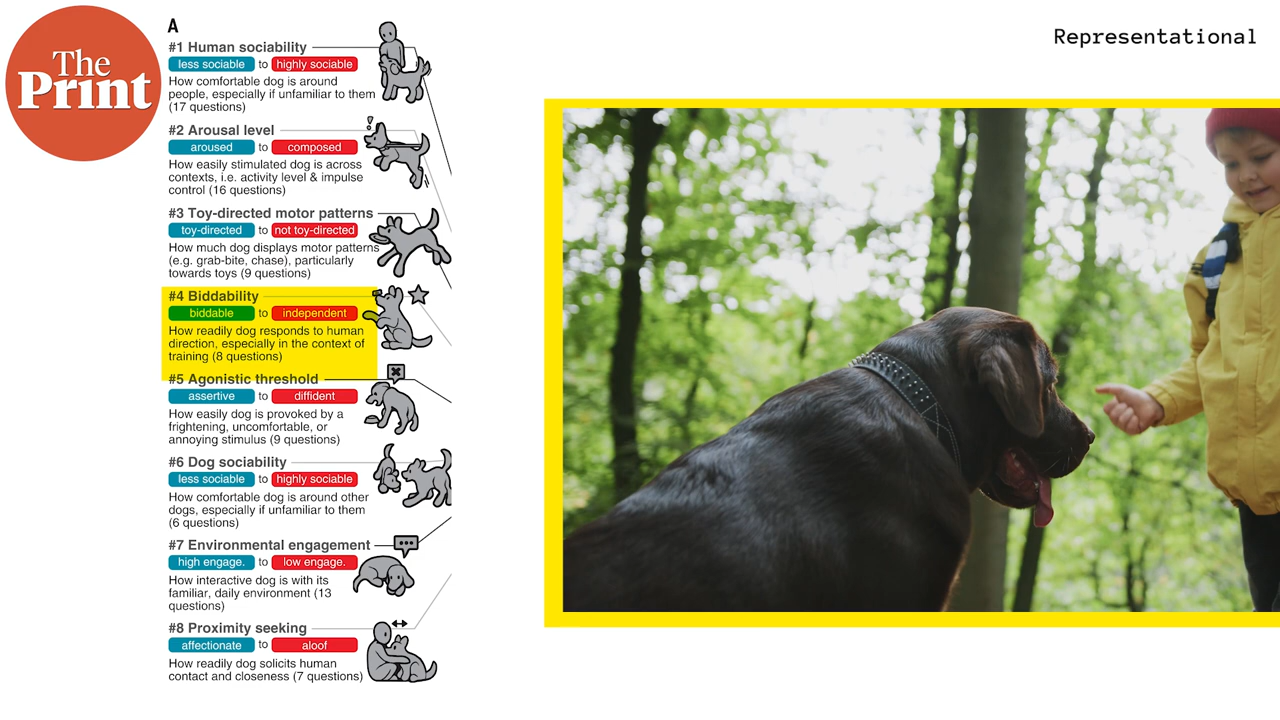 The
Print
A
#1 Human sociability
less sociable to highly sociable
How comfortable dog is around
people, especially if unfamiliar to them
(17 questions)
#2 Arousal level
aroused to composed
How easily stimulated dog is across
contexts, i.e. activity level & impulse
control (16 questions)
#3 Toy-directed motor patterns
toy-directed to not toy-directed
How much dog displays motor patterns
(e.g. grab-bite, chase), particularly
towards toys (9 questions)
#4 Biddability
biddable to independent
How readily dog responds to human
direction, especially in the context of
training (8 questions)
#5 Agonistic threshold
assertive to diffident
How easily dog is provoked by a
frightening, uncomfortable, or
annoying stimulus (9 questions)
#6 Dog sociability
less sociable to highly sociable
How comfortable dog is around other
dogs, especially if unfamiliar to them
(6 questions)
#7 Environmental engagement
high engage. to low engage.
How interactive dog is with its
familiar, daily environment (13
questions)
#8 Proximity seeking
affectionate to aloof
How readily dog solicits human
contact and closeness (7 questions)
Representational